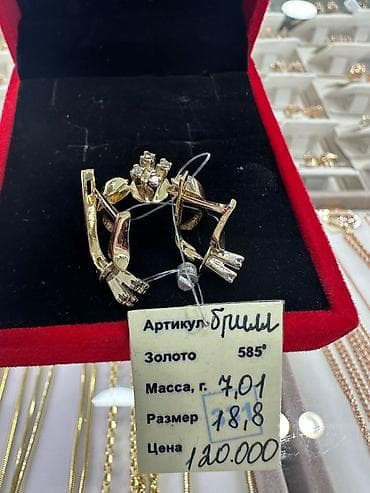 Артикул брилл
Золото 585°
Масса, г. 7,01
Размер 18,8
Цена 120.000